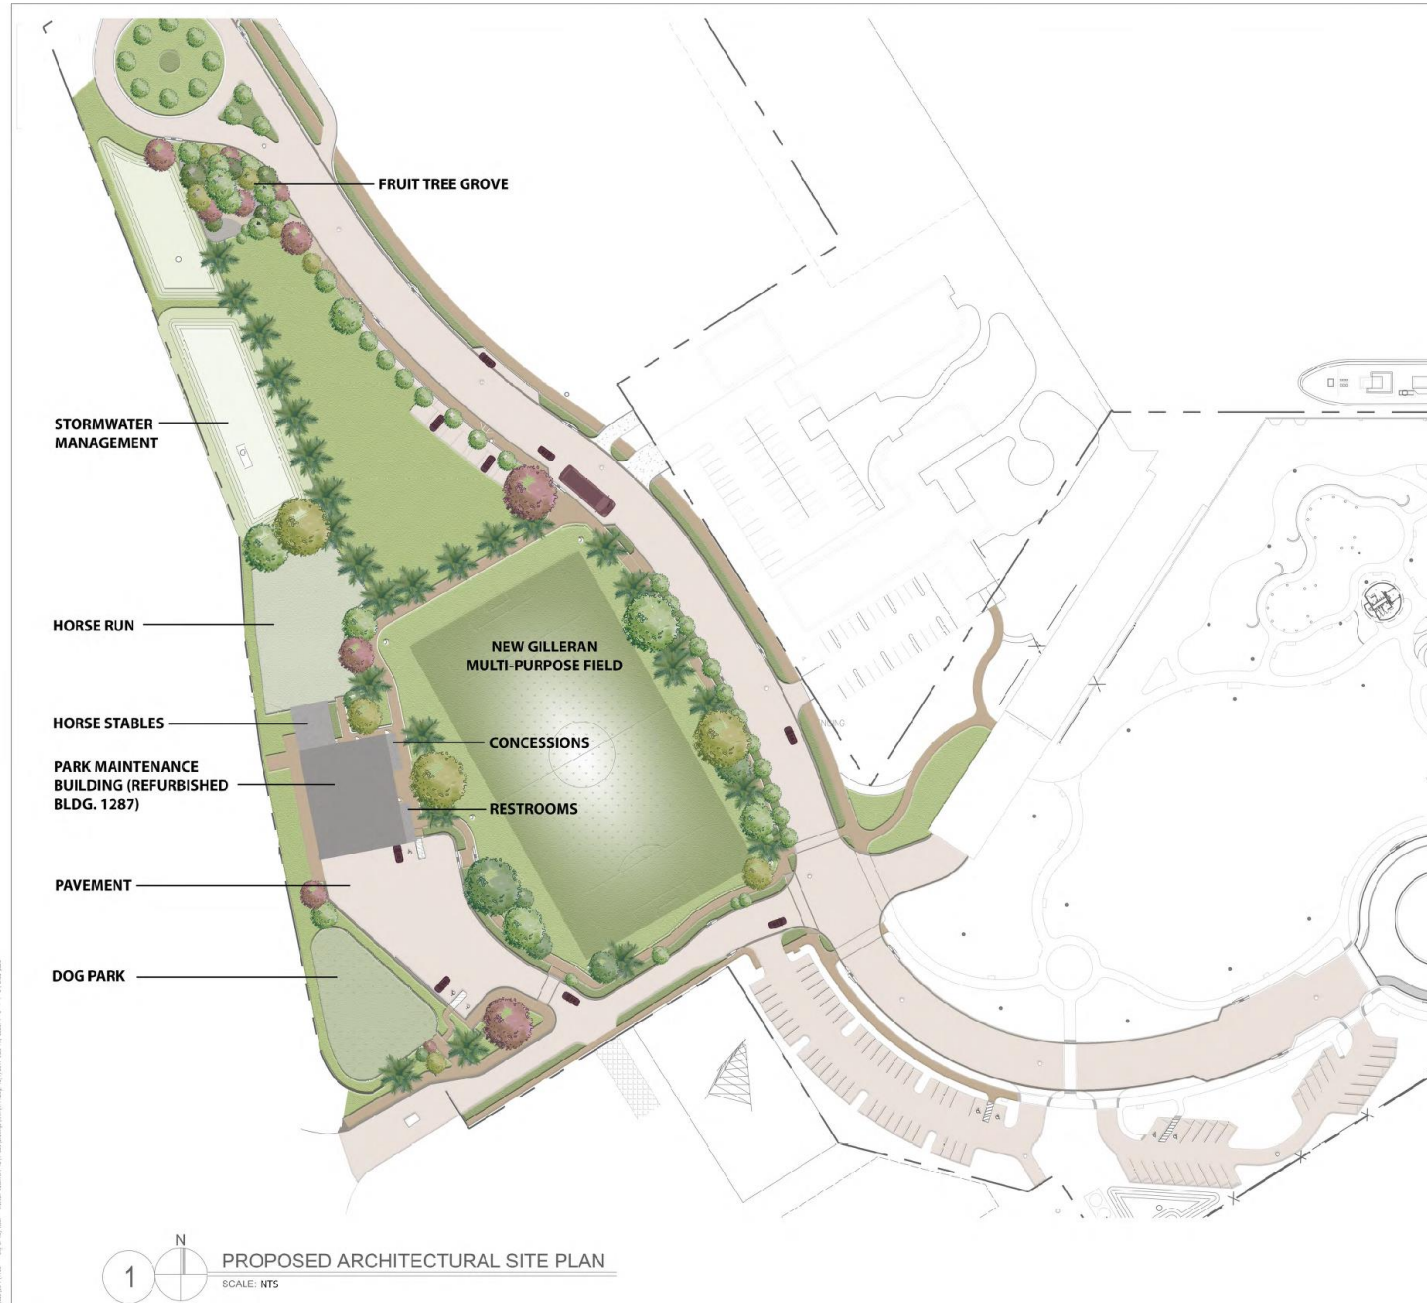 FRUIT TREE GROVE
STORMWATER
MANAGEMENT
HORSE RUN
NEW GILLERAN
MULTI-PURPOSE FIELD
HORSE STABLES
CONCESSIONS
PARK MAINTENANCE
BUILDING (REFURBISHED
BLDG. 1287)
RESTROOMS
PAVEMENT
DOG PARK
N
1
PROPOSED ARCHITECTURAL SITE PLAN
SCALE: NTS